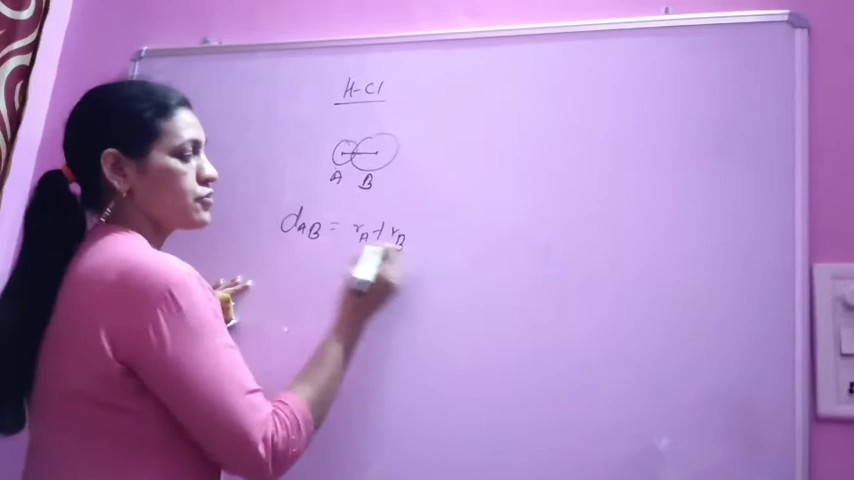 H-Cl
A B
dAB = rA + rB